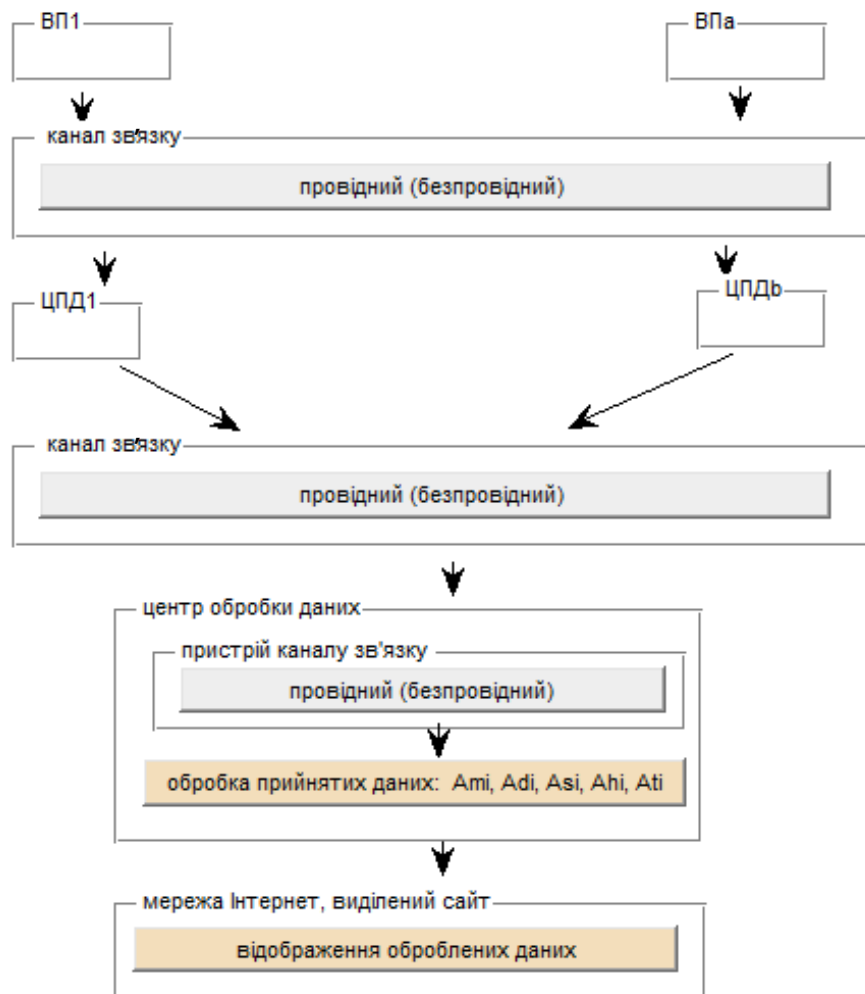 ВП1
ВПа
канал зв'язку
провідний (безпровідний)
ЦПД1
ЦПДb
канал зв'язку
провідний (безпровідний)
центр обробки даних
пристрій каналу зв'язку
провідний (безпровідний)
обробка прийнятих даних: Ami, Adi, Asi, Ahi, Ati
мережа Інтернет, виділений сайт
відображення оброблених даних